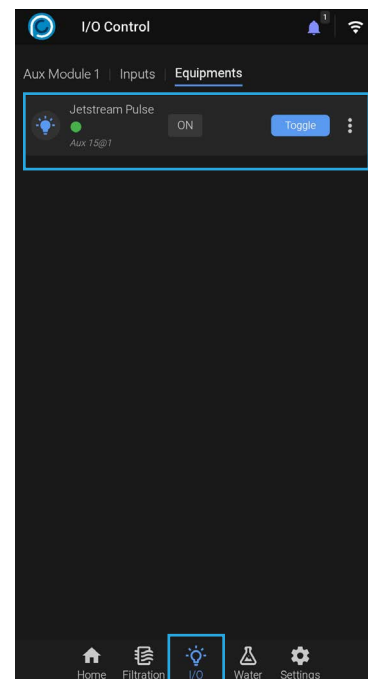 I/O Control
1
Aux Module 1 | Inputs | Equipments
Jetstream Pulse
ON
Toggle
Aux 15@1
Home
Filtration
I/O
Water
Settings